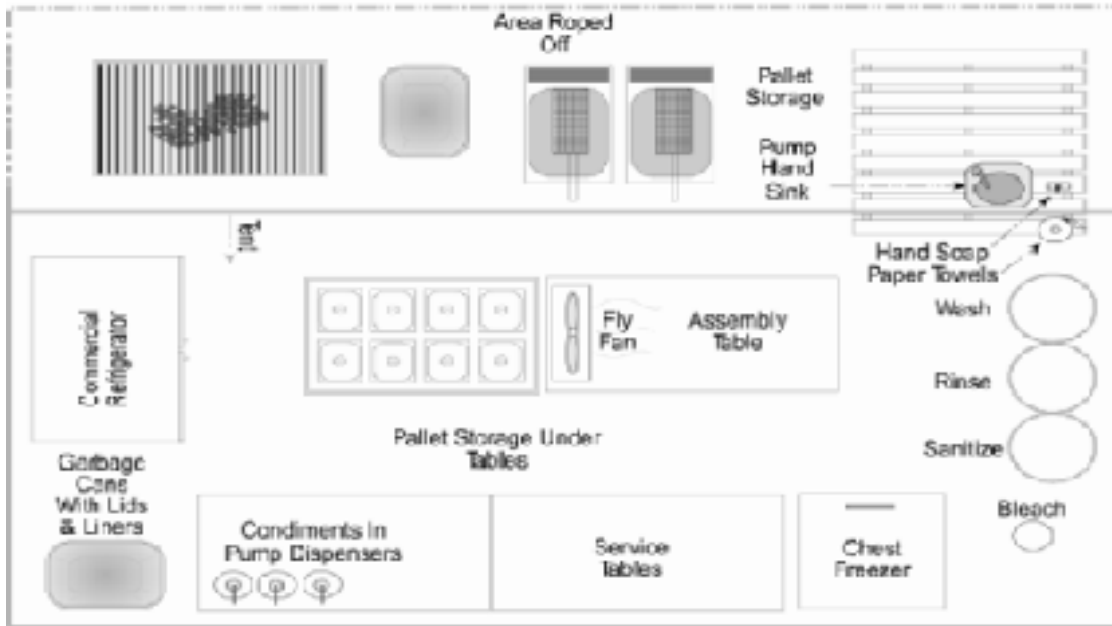 Area Roped
Off
Pallet
Storage
Pump
Hand
Sink
Tent
Hand Soap
Paper Towels
Commercial
Refrigerator
Fly
Fan
Assembly
Table
Wash
Rinse
Sanitize
Pallet Storage Under
Tables
Garbage
Cans
With Lids
& Liners
Condiments In
Pump Dispensers
Service
Tables
Chest
Freezer
Bleach